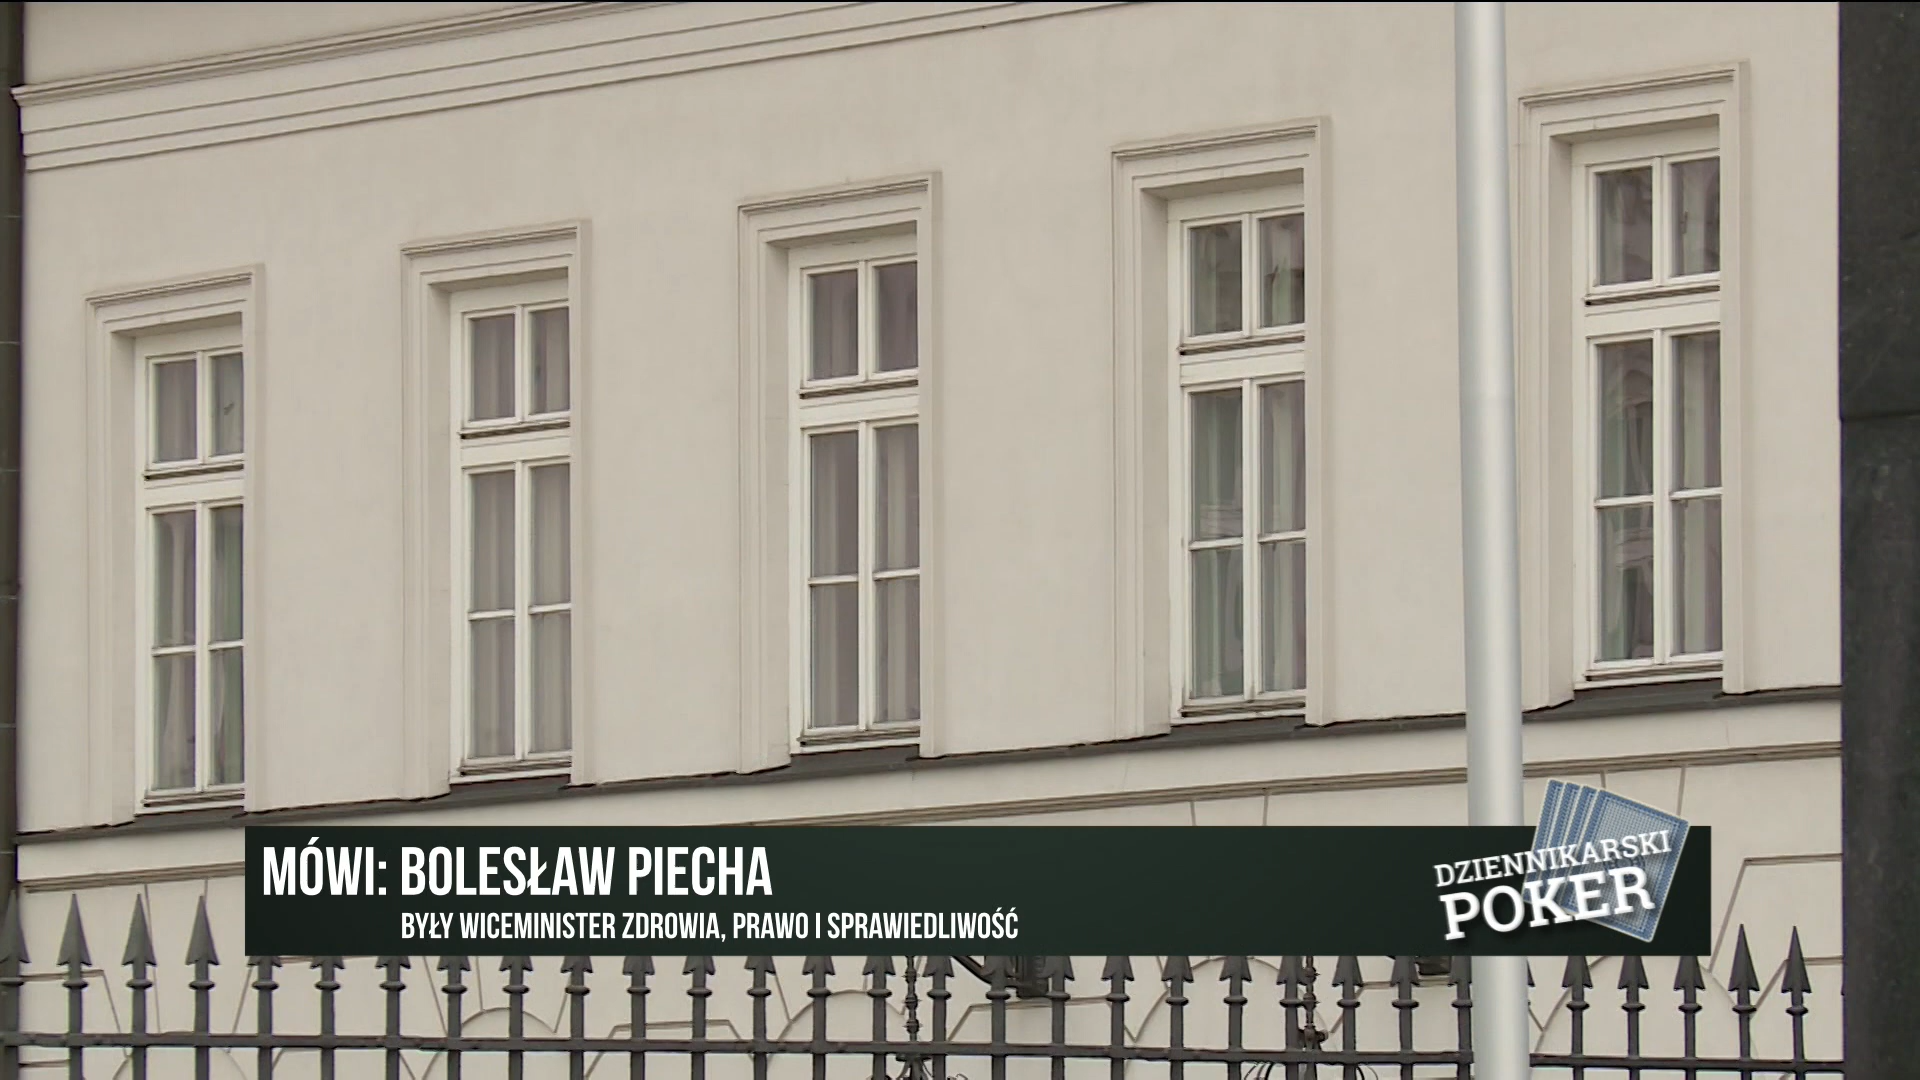 MÓWI: BOLESŁAW PIECHA
BYŁY WICEMINISTER ZDROWIA, PRAWO I SPRAWIEDLIWOŚĆ
DZIENNIKARSKI
POKER